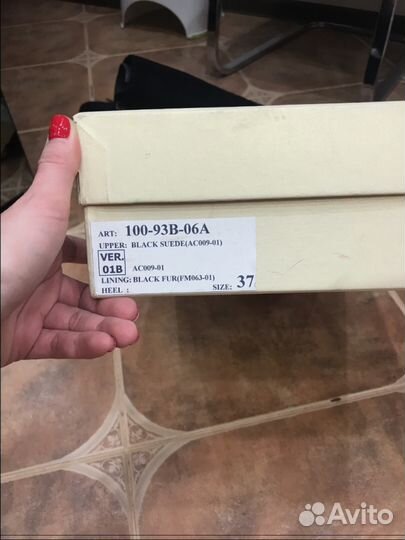 ART: 100-93B-06A
UPPER: BLACK SUEDE(AC009-01)
VER. 01B AC009-01
LINING: BLACK FUR(FM063-01)
HEEL : SIZE: 37
Avito